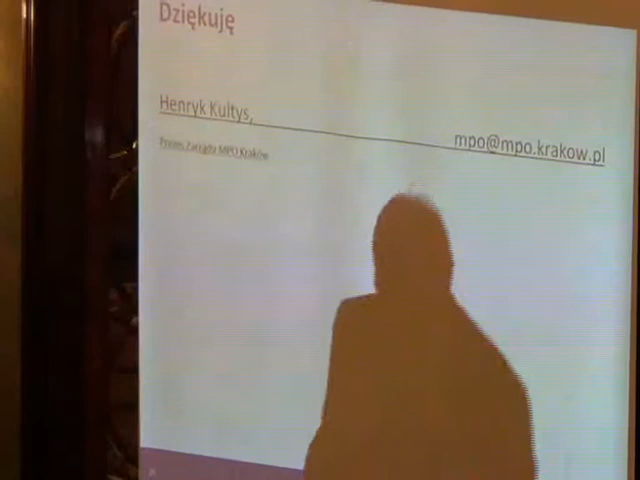 Dziękuję
Henryk Kultys,
mpo@mpo.krakow.pl
Prezes Zarządu MPO Kraków